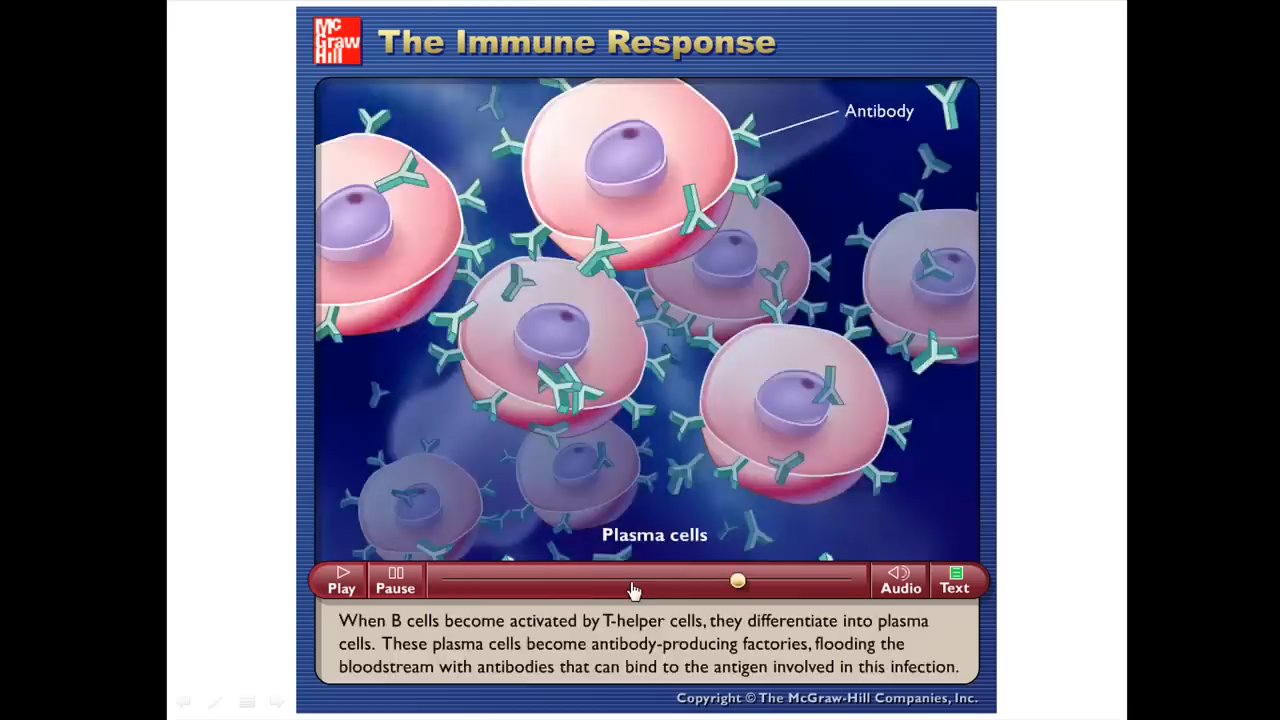 Mc
Graw
Hill
The Immune Response
Antibody
Plasma cells
Play
Pause
Audio
Text
When B cells become activated by T-helper cells, they differentiate into plasma
cells. These plasma cells become antibody-producing factories, flooding the
bloodstream with antibodies that can bind to the antigen involved in this infection.
Copyright © The McGraw-Hill Companies, Inc.